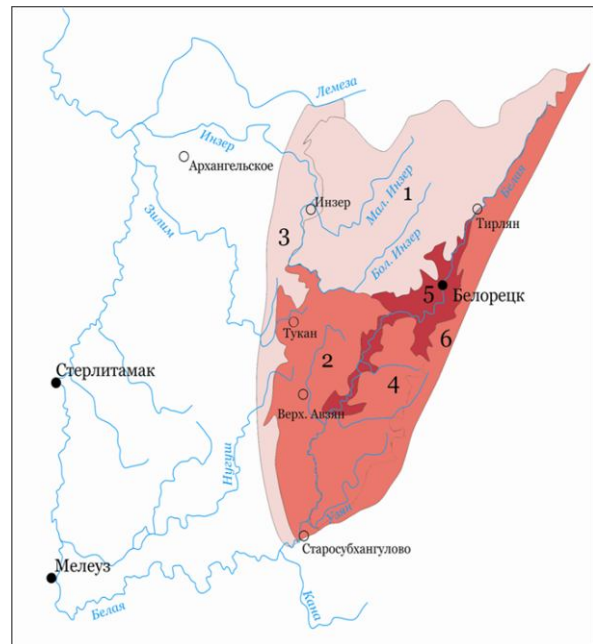 Лемеза
Инзер
Архангельское
Мал. Инзер
1
Белая
Зилим
Инзер
Тирлян
3
Бол. Инзер
5
Белорецк
Тукан
6
2
Стерлитамак
4
Верх. Авзян
Нугуш
Узян
Старосубхангулово
Мелеуз
Белая
Кана